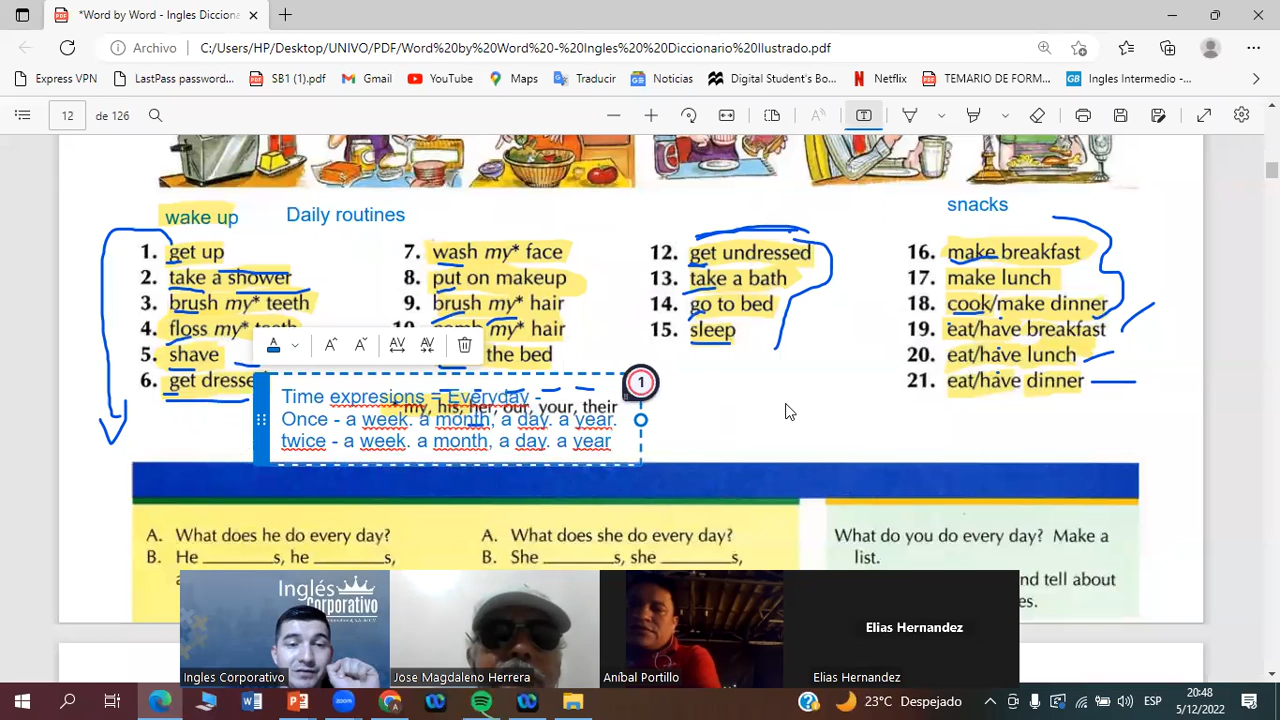 *Word by Word - Ingles Dicciona
Archivo
C:/Users/HP/Desktop/UNIVO/PDF/Word%20by%20Word%20-%20Ingles%20%20Diccionario%20Ilustrado.pdf
Express VPN
LastPass password...
SB1 (1).pdf
Gmail
YouTube
Maps
Traducir
Noticias
Digital Student's Bo...
Netflix
TEMARIO DE FORM...
Ingles Intermedio -...
12 de 126
wake up
Daily routines
snacks
1. get up
2. take a shower
3. brush my* teeth
4. floss my* teeth
5. shave
6. get dresse
7. wash my* face
8. put on makeup
9. brush my* hair
my* hair
the bed
12. get undressed
13. take a bath
14. go to bed
15. sleep
16. make breakfast
17. make lunch
18. cook/make dinner
19. eat/have breakfast
20. eat/have lunch
21. eat/have dinner
Time expresions = Everyday -
*my, his, her, our, your, their
Once - a week. a month, a day. a year.
twice - a week. a month, a day. a year
1
A. What does he do every day?
B. He ________s, he ________s,
A. What does she do every day?
B. She ________s, she ________s,
What do you do every day? Make a
list.
nd tell about
es.
Inglés
Corporativo
Ingles Corporativo
Jose Magdaleno Herrera
Aníbal Portillo
Elias Hernandez
Elias Hernandez
23°C Despejado
ESP
20:48
5/12/2022